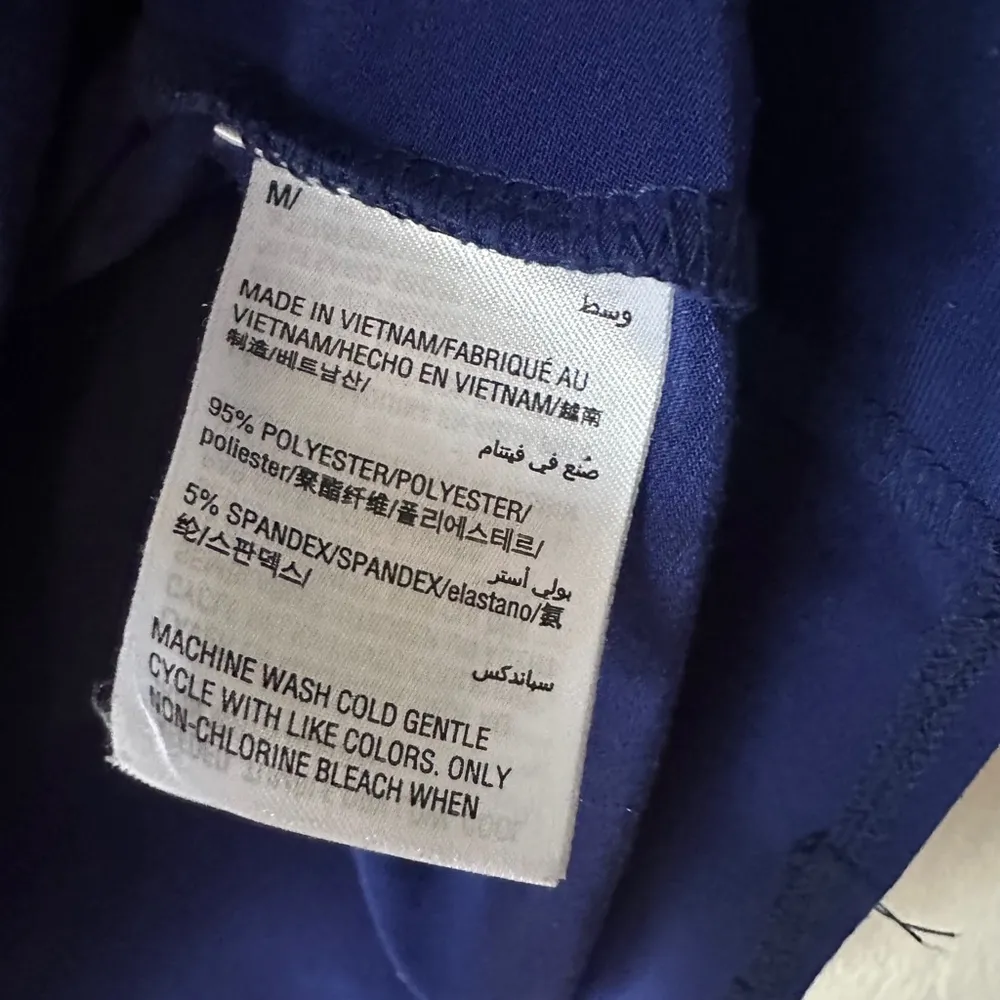 M/
وسط
MADE IN VIETNAM/FABRIQUÉ AU
VIETNAM/HECHO EN VIETNAM/越南
制造/베트남산/
صُنع في فيتنام
95% POLYESTER/POLYESTER/
poliester/聚酯纤维/폴리에스테르/
بولي أستر
5% SPANDEX/SPANDEX/elastano/氨
纶/스판덱스/
سباندكس
MACHINE WASH COLD GENTLE
CYCLE WITH LIKE COLORS. ONLY
NON-CHLORINE BLEACH WHEN